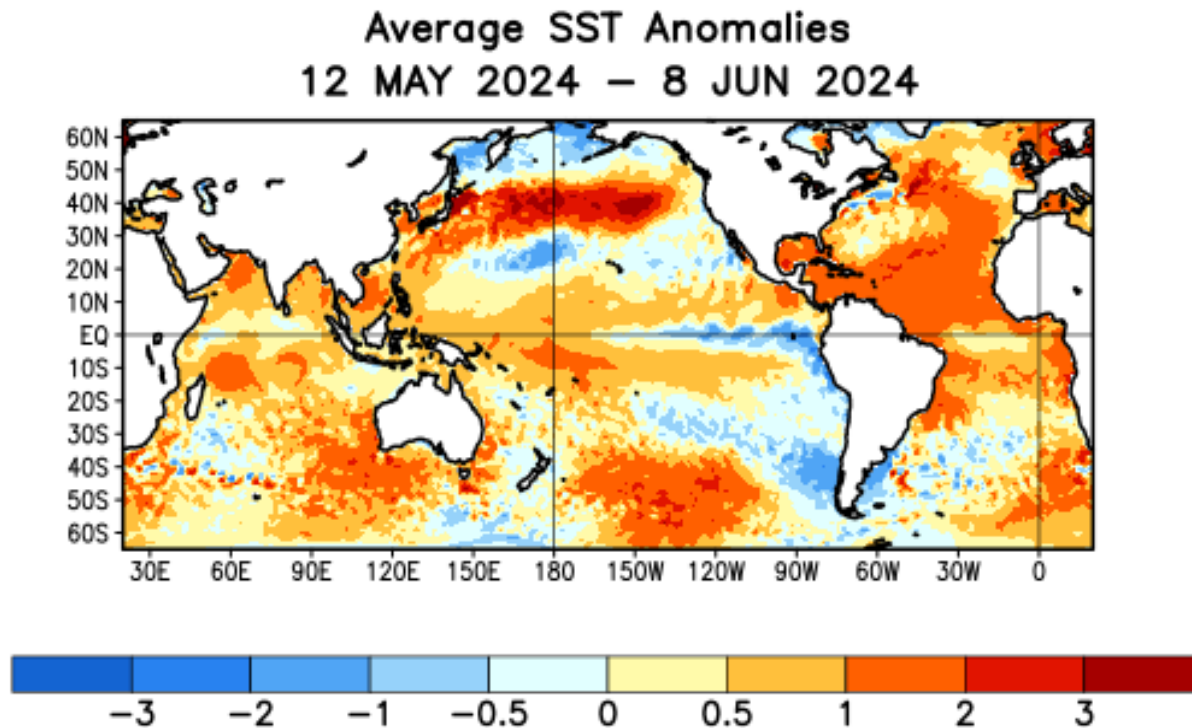 Average SST Anomalies
12 MAY 2024 – 8 JUN 2024
60N
50N
40N
30N
20N
10N
EQ
10S
20S
30S
40S
50S
60S
30E 60E 90E 120E 150E 180 150W 120W 90W 60W 30W 0
-3 -2 -1 -0.5 0 0.5 1 2 3